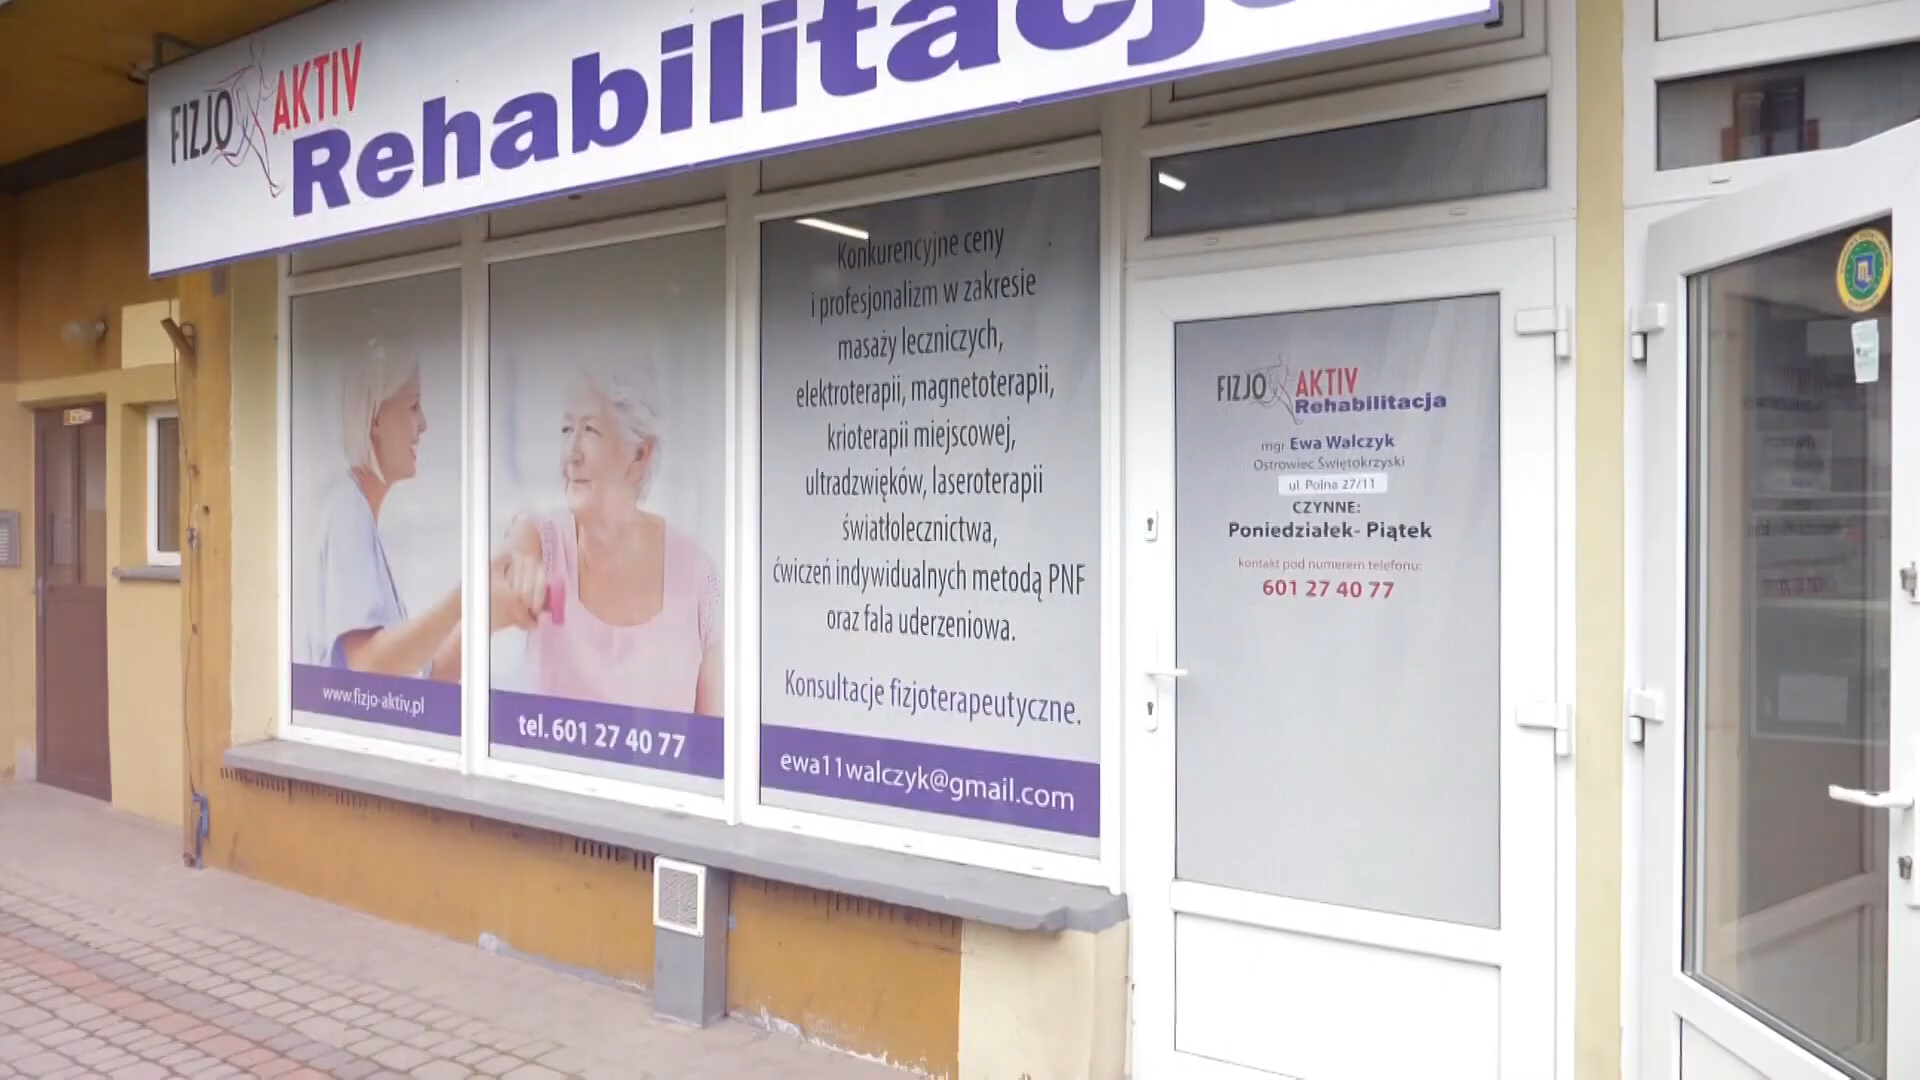 FIZJO AKTIV
Rehabilitacja
www.fizjo-aktiv.pl
tel. 601 27 40 77
Konkurencyjne ceny
i profesjonalizm w zakresie
masaży leczniczych,
elektroterapii, magnetoterapii,
krioterapii miejscowej,
ultradzwięków, laseroterapii
światłolecznictwa,
ćwiczeń indywidualnych metodą PNF
oraz fala uderzeniowa.
Konsultacje fizjoterapeutyczne.
ewa11walczyk@gmail.com
FIZJO AKTIV
Rehabilitacja
mgr Ewa Walczyk
Ostrowiec Świętokrzyski
ul. Polna 27/11
CZYNNE:
Poniedziałek- Piątek
kontakt pod numerem telefonu:
601 27 40 77